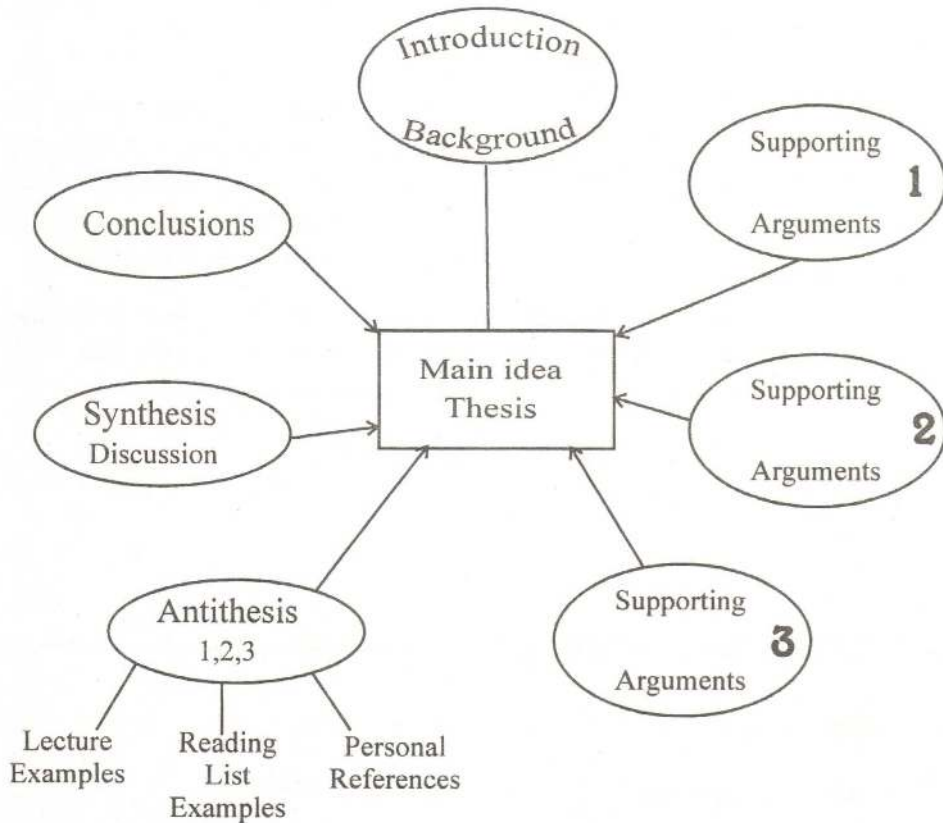 Introduction
Background
Supporting
1
Arguments
Conclusions
Main idea
Thesis
Supporting
2
Arguments
Synthesis
Discussion
Antithesis
1,2,3
Supporting
3
Arguments
Lecture
Examples
Reading
List
Examples
Personal
References